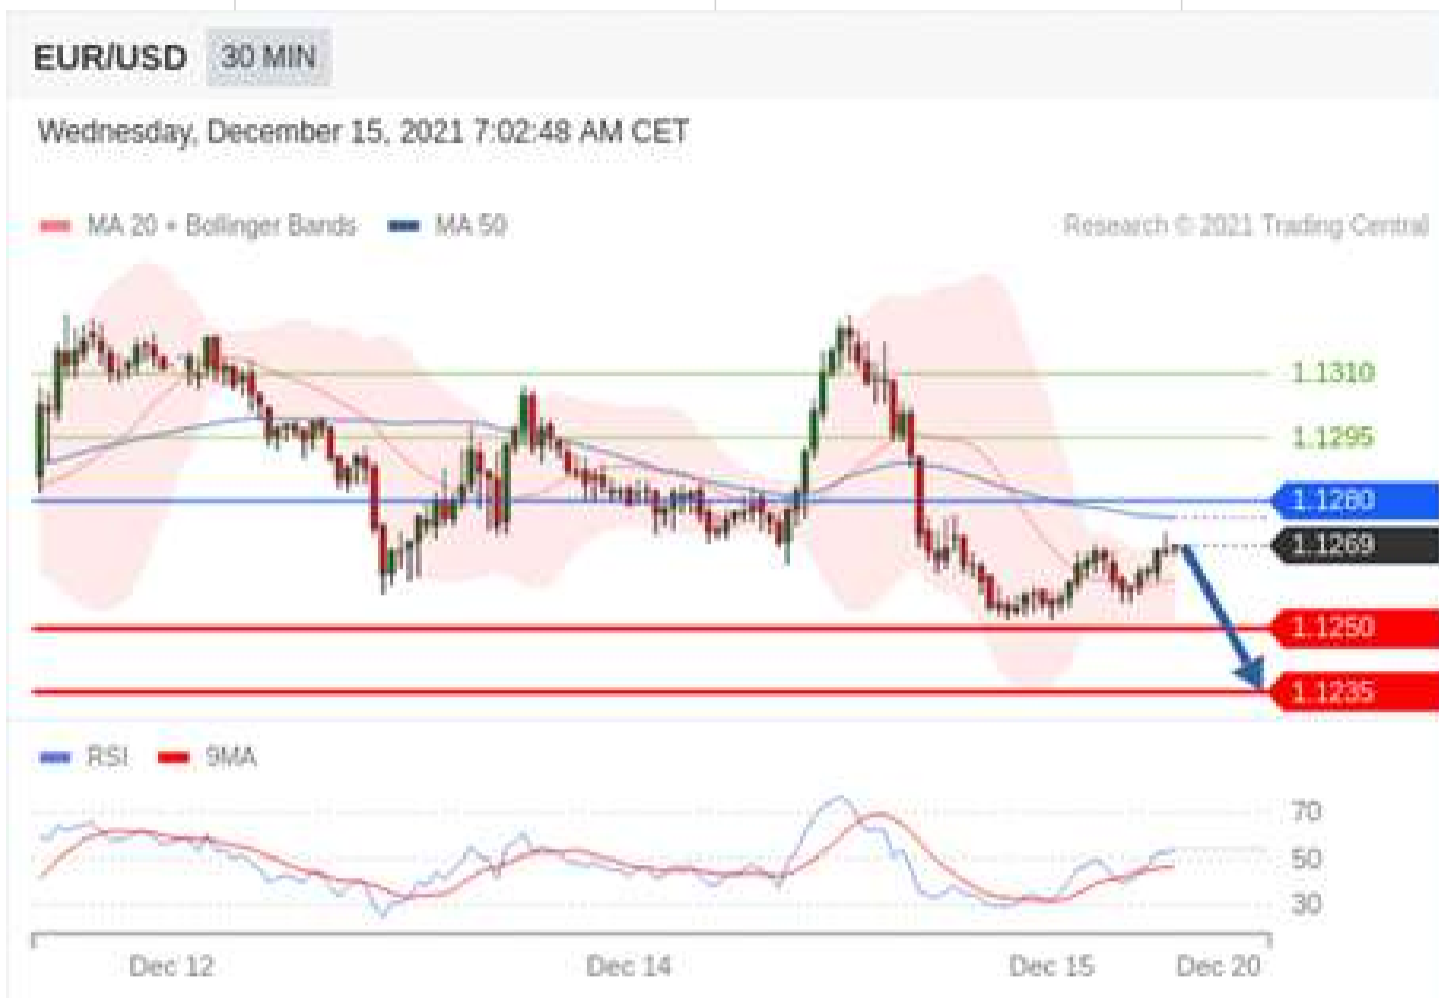 EUR/USD 30 MIN
Wednesday, December 15, 2021 7:02:48 AM CET
MA 20 + Bollinger Bands MA 50 Research © 2021 Trading Central
1.1310
1.1295
1.1280
1.1269
1.1250
1.1235
RSI 9MA
70
50
30
Dec 12 Dec 14 Dec 15 Dec 20